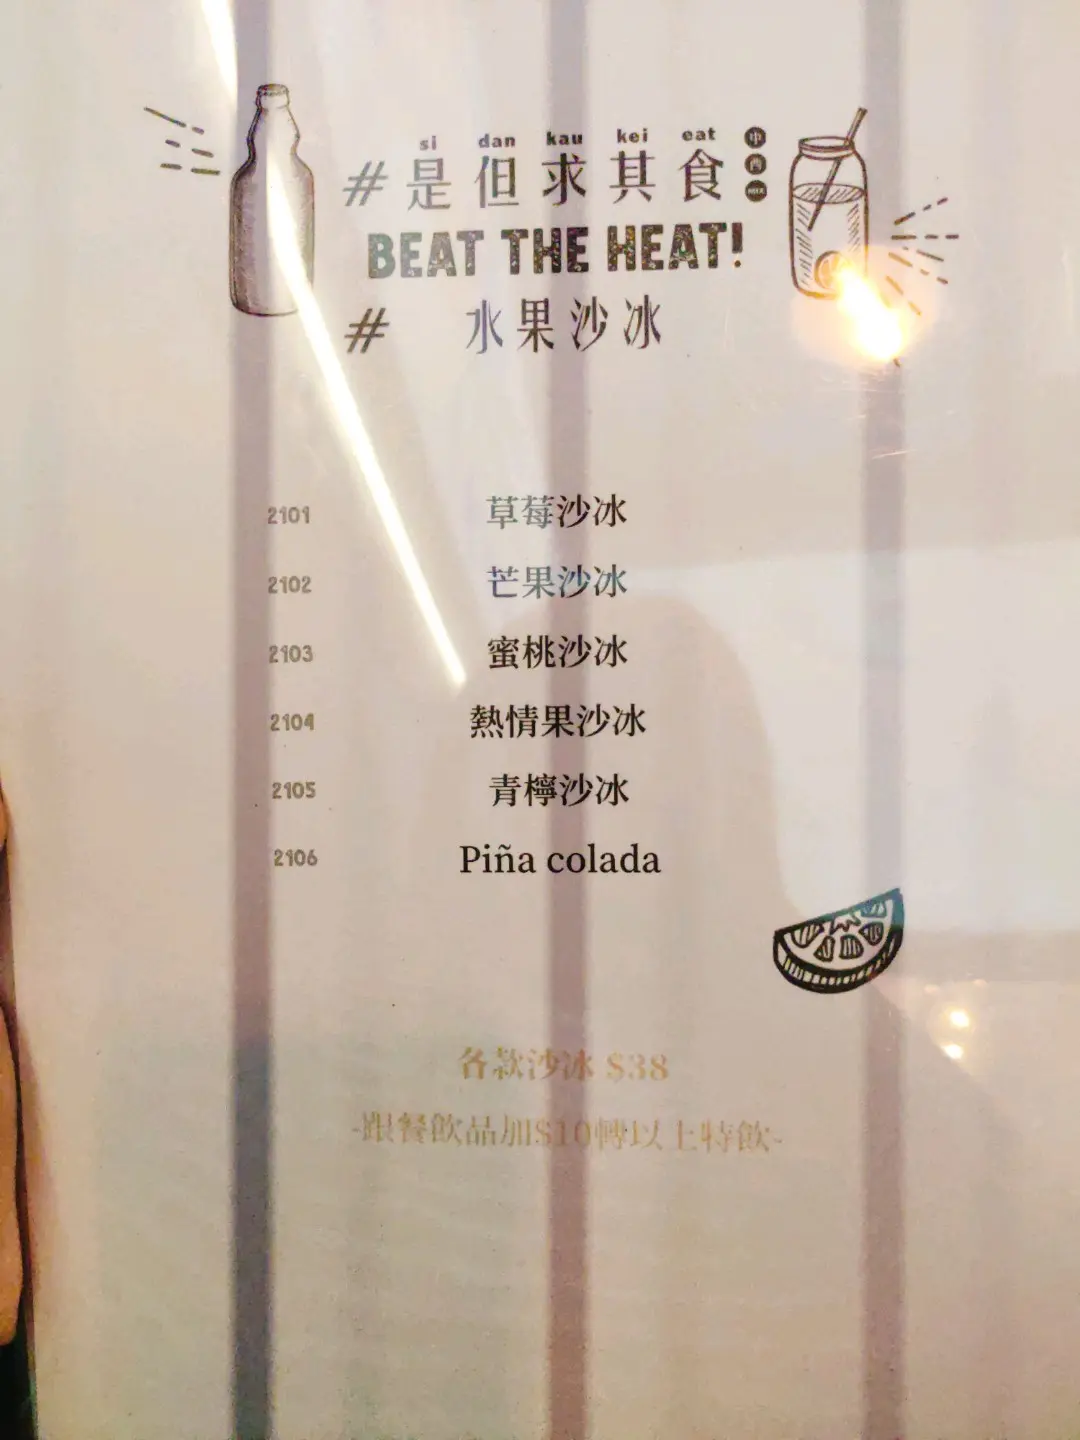 si dan kau kei eat
#是但求其食 中西MIX
BEAT THE HEAT!
# 水果沙冰
2101 草莓沙冰
2102 芒果沙冰
2103 蜜桃沙冰
2104 熱情果沙冰
2105 青檸沙冰
2106 Piña colada
各款沙冰 $38
-跟餐飲品加$10轉以上特飲-